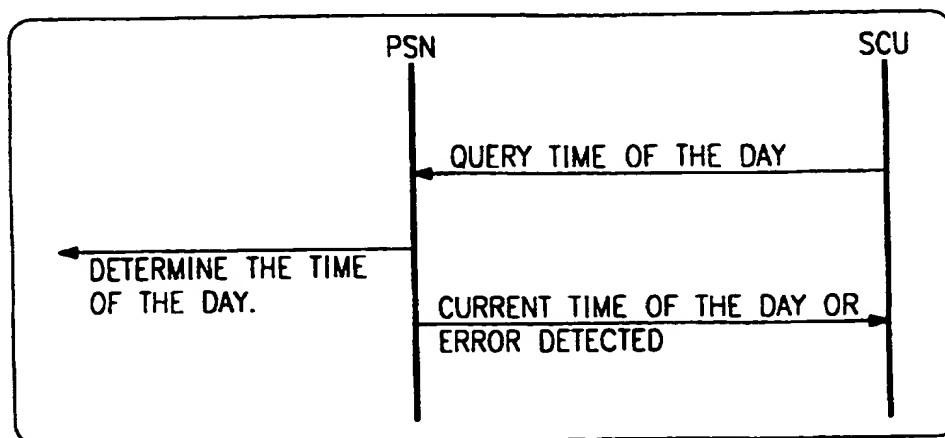 PSN
SCU
QUERY TIME OF THE DAY
DETERMINE THE TIME
OF THE DAY.
CURRENT TIME OF THE DAY OR
ERROR DETECTED